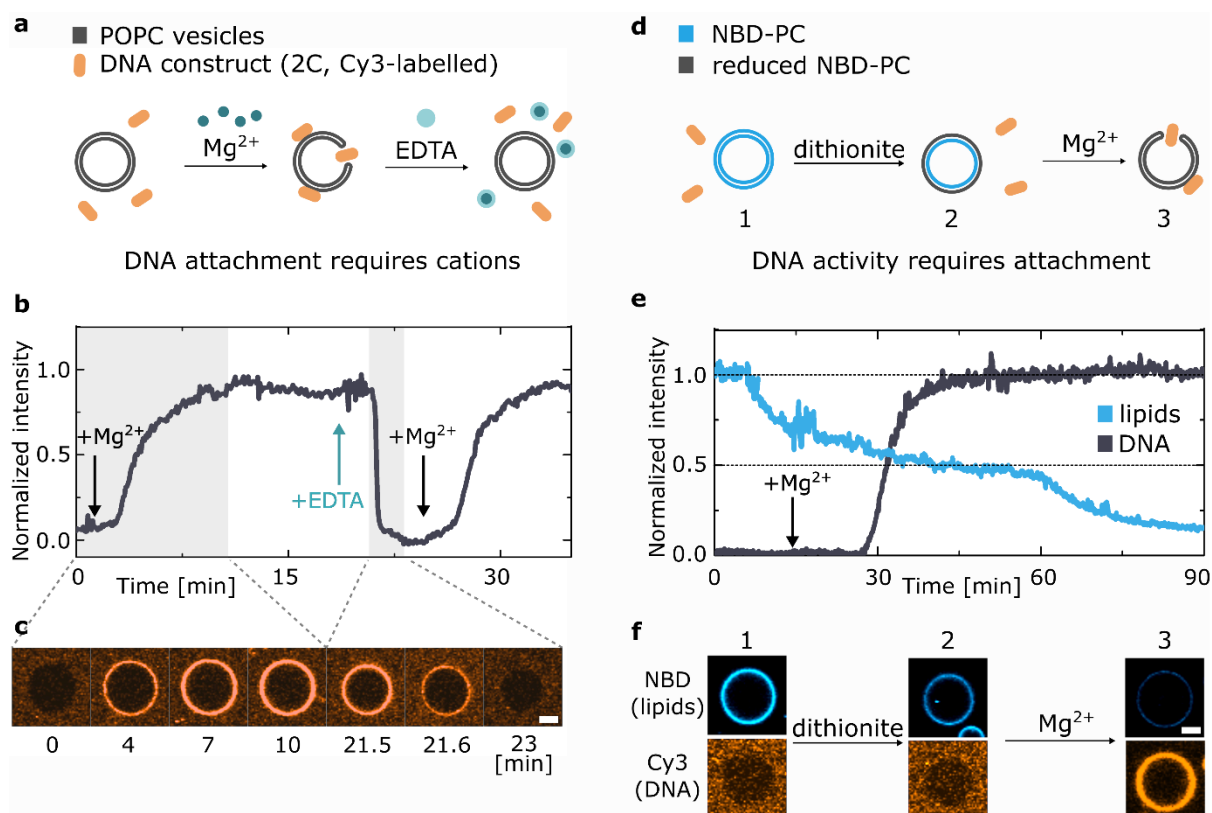 a
POPC vesicles
DNA construct (2C, Cy3-labelled)
Mg²⁺
EDTA
DNA attachment requires cations
b
Normalized intensity
1.0
0.5
0.0
+Mg²⁺
+EDTA
+Mg²⁺
0
15
30
Time [min]
c
0
4
7
10
21.5
21.6
23
[min]
d
NBD-PC
reduced NBD-PC
dithionite
Mg²⁺
1
2
3
DNA activity requires attachment
e
Normalized intensity
1.0
0.5
0.0
lipids
DNA
+Mg²⁺
0
30
60
90
Time [min]
f
1
2
3
NBD
(lipids)
dithionite
Mg²⁺
Cy3
(DNA)